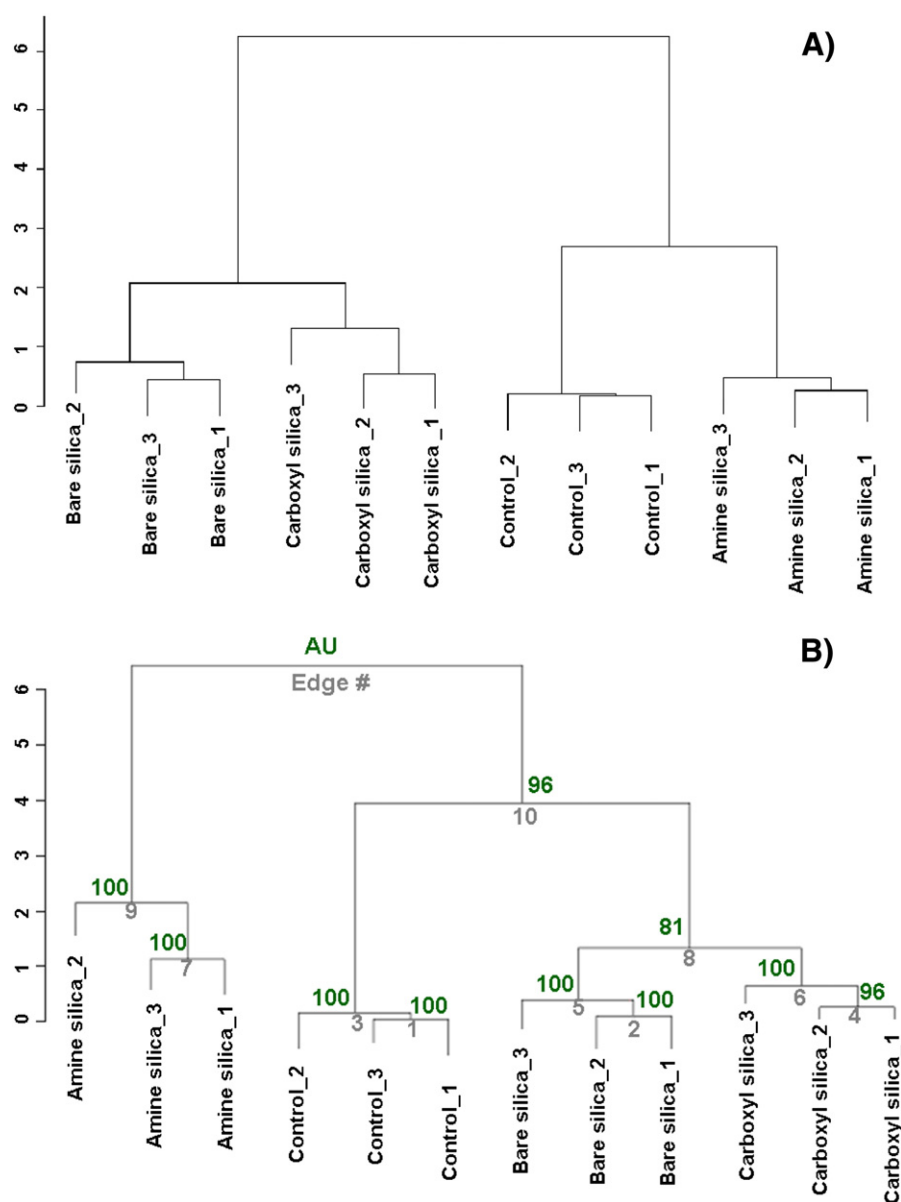 A)
6
5
4
3
2
1
0
Bare silica_2
Bare silica_3
Bare silica_1
Carboxyl silica_3
Carboxyl silica _2
Carboxyl silica _1
Control_2
Control_3
Control_1
Amine silica_3
Amine silica_2
Amine silica_1
B)
AU
Edge #
6
5
4
3
2
1
0
96
10
100
9
100
7
81
8
100
3
100
1
100
5
100
2
100
6
96
4
Amine silica_2
Amine silica_3
Amine silica_1
Control_2
Control_3
Control_1
Bare silica_3
Bare silica_2
Bare silica_1
Carboxyl silica_3
Carboxyl silica_2
Carboxyl silica_1